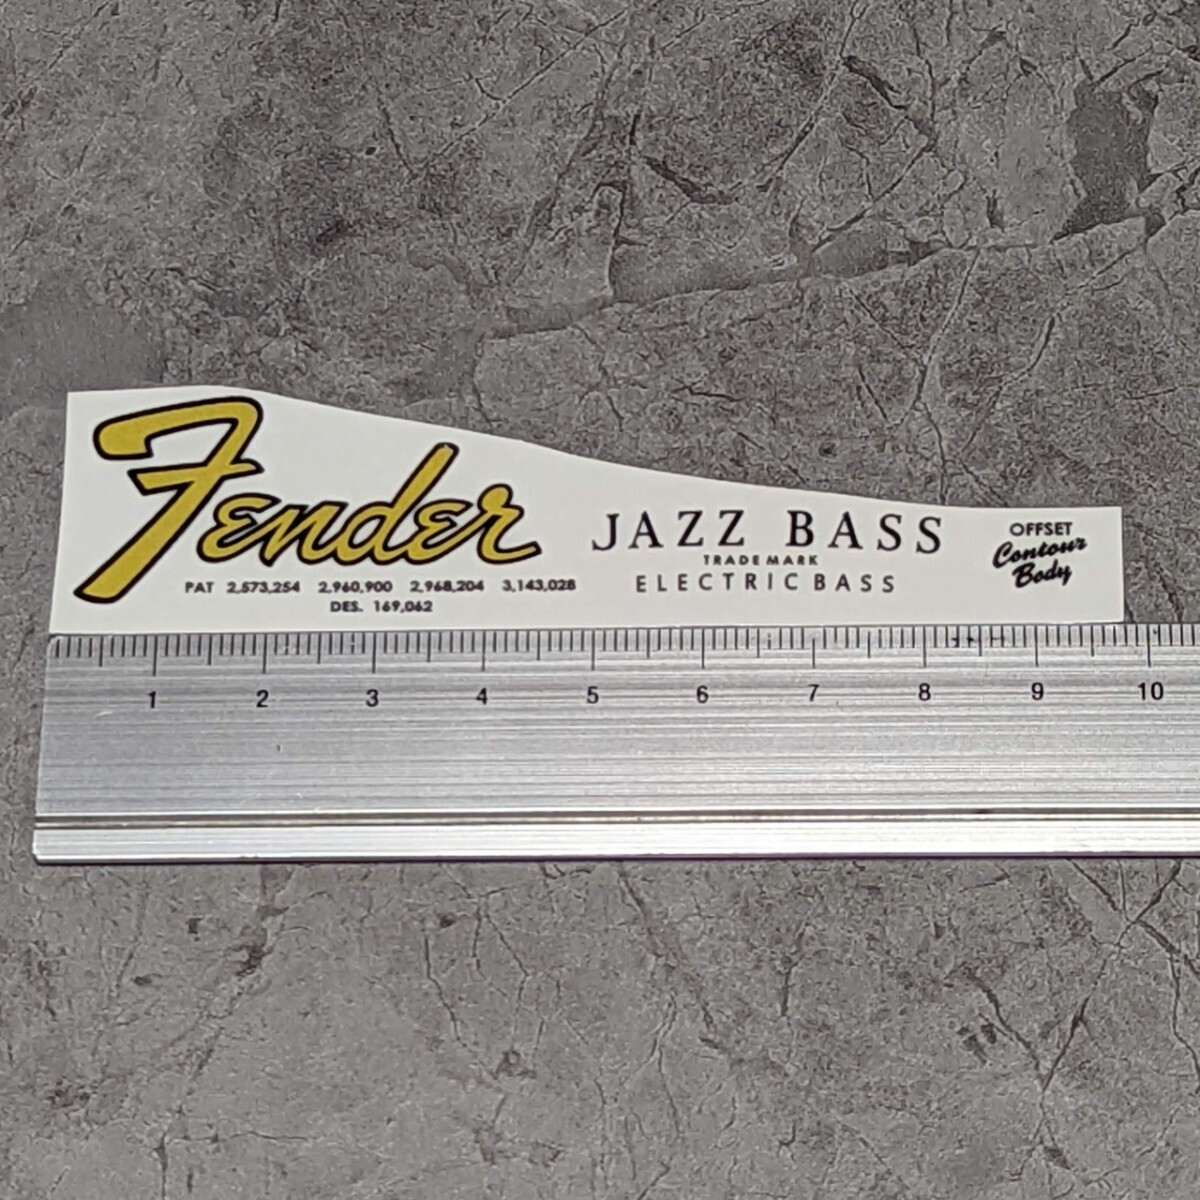 Fender
JAZZ BASS
TRADE MARK
ELECTRIC BASS
PAT 2,573,254 2,960,900 2,968,204 3,143,028
DES. 169,062
OFFSET
Contour
Body
1 2 3 4 5 6 7 8 9 10